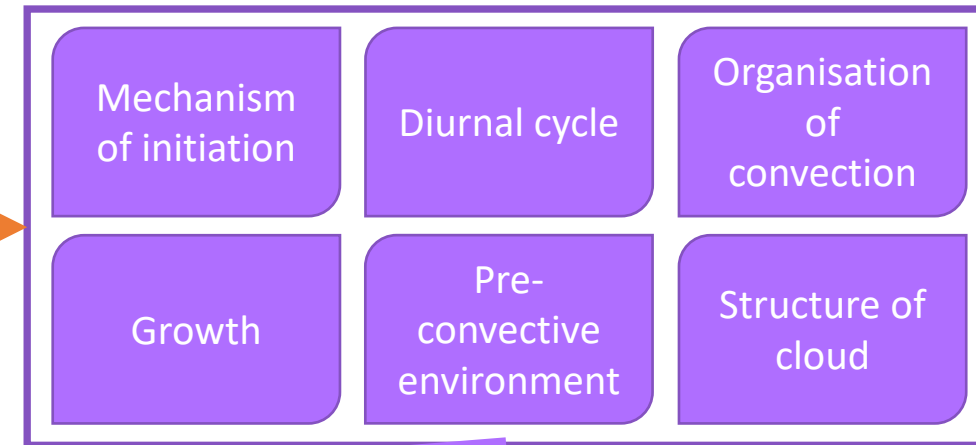 Mechanism
of initiation
Diurnal cycle
Organisation
of
convection
Growth
Pre-
convective
environment
Structure of
cloud